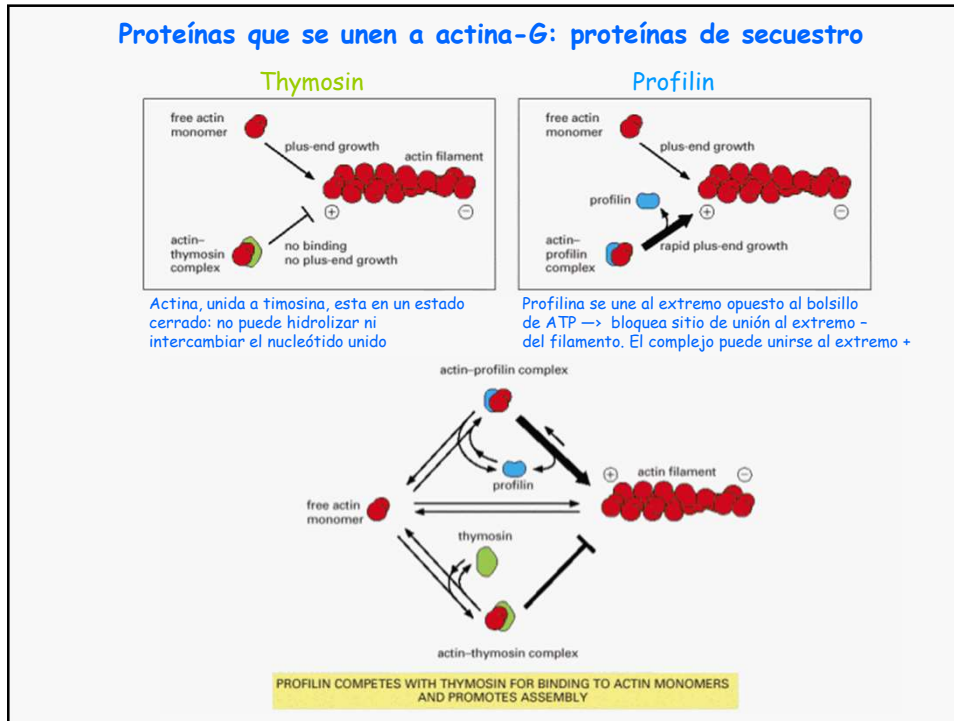 Proteínas que se unen a actina-G: proteínas de secuestro
Thymosin
free actin
monomer
plus-end growth
actin filament
+
−
actin–
thymosin
complex
no binding
no plus-end growth
Actina, unida a timosina, esta en un estado
cerrado: no puede hidrolizar ni
intercambiar el nucleótido unido
Profilin
free actin
monomer
plus-end growth
profilin
+
−
actin–
profilin
complex
rapid plus-end growth
Profilina se une al extremo opuesto al bolsillo
de ATP —> bloquea sitio de unión al extremo –
del filamento. El complejo puede unirse al extremo +
actin–profilin complex
profilin
+
actin filament
−
free actin
monomer
thymosin
actin–thymosin complex
PROFILIN COMPETES WITH THYMOSIN FOR BINDING TO ACTIN MONOMERS
AND PROMOTES ASSEMBLY